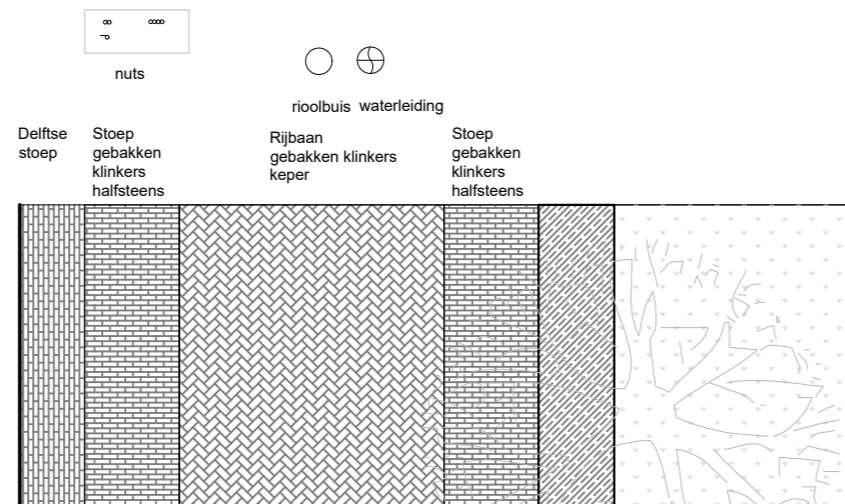 nuts
rioolbuis waterleiding
Delftse
stoep
Stoep
gebakken
klinkers
halfsteens
Rijbaan
gebakken klinkers
keper
Stoep
gebakken
klinkers
halfsteens